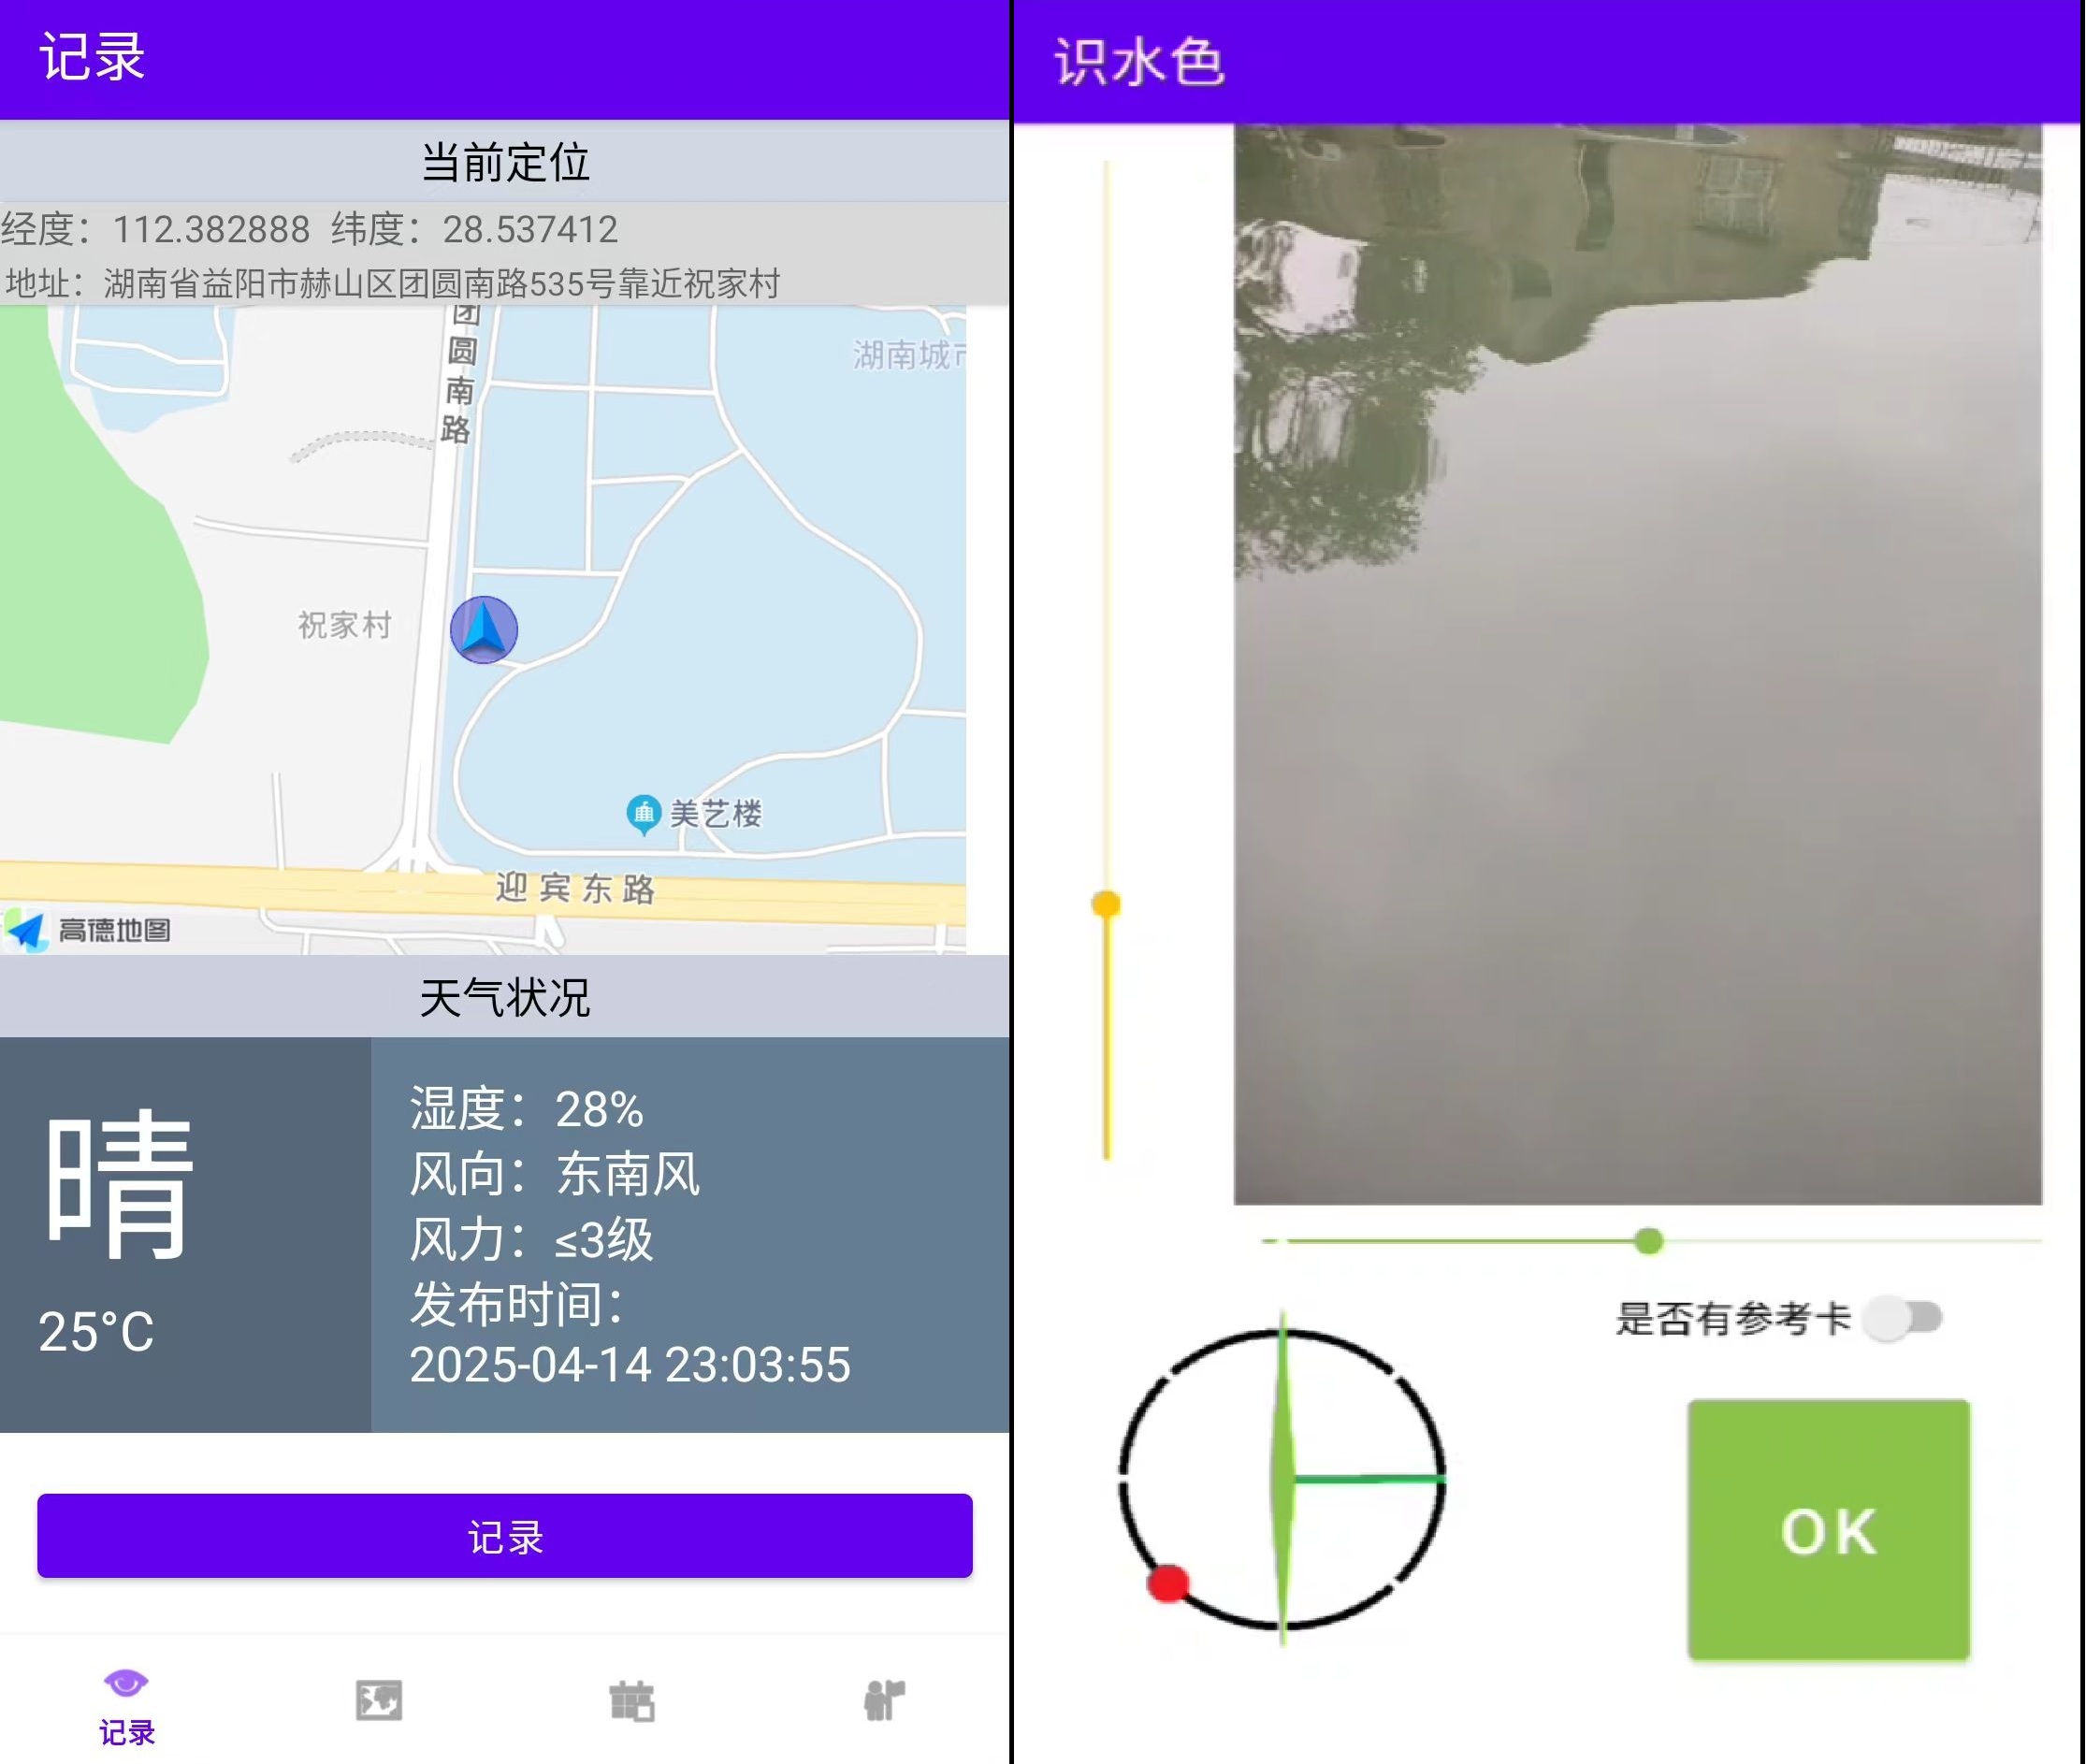 记录
当前定位
经度：112.382888 纬度：28.537412
地址：湖南省益阳市赫山区团圆南路535号靠近祝家村
团圆南路
湖南城市
祝家村
美艺楼
迎宾东路
高德地图
天气状况
晴
25°C
湿度：28%
风向：东南风
风力：≤3级
发布时间：
2025-04-14 23:03:55
记录
记录
识水色
是否有参考卡
OK